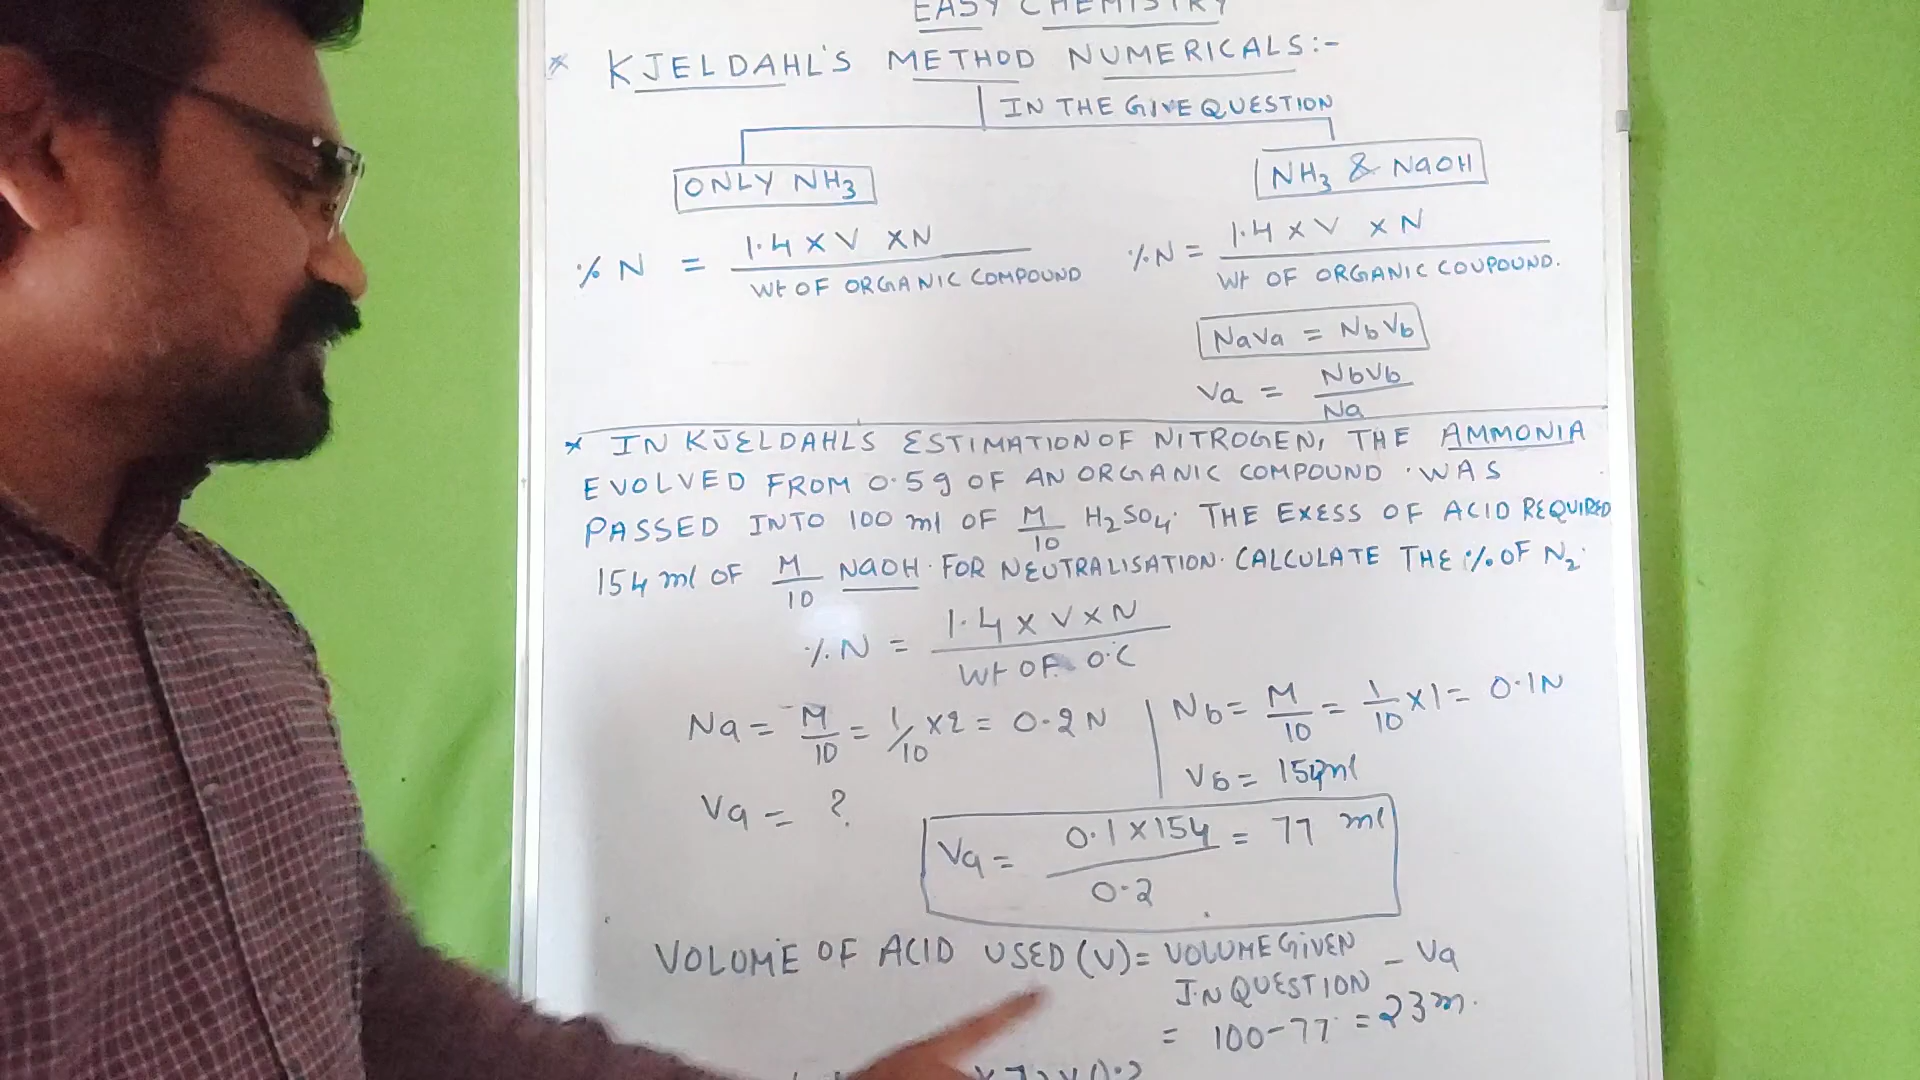 EASY CHEMISTRY
* KJELDAHL'S METHOD NUMERICALS:-
IN THE GIVE QUESTION
ONLY NH3
NH3 & NaOH
% N = 1.4 x V x N / Wt OF ORGANIC COMPOUND
% N = 1.4 x V x N / Wt OF ORGANIC COUPOUND.
NaVa = NbVb
Va = NbVb / Na
* IN KJELDAHLS ESTIMATION OF NITROGEN, THE AMMONIA
EVOLVED FROM 0.5g OF AN ORGANIC COMPOUND WAS
PASSED INTO 100 ml OF M/10 H2SO4. THE EXESS OF ACID REQUIRED
154 ml OF M/10 NaOH FOR NEUTRALISATION. CALCULATE THE % OF N2.
% N = 1.4 x V x N / Wt OF O.C
Na = M/10 = 1/10 x 2 = 0.2 N
Nb = M/10 = 1/10 x 1 = 0.1N
Va = ?
Vb = 154ml
Va = 0.1 x 154 / 0.2 = 77 ml
VOLUME OF ACID USED (V) = VOLUME GIVEN IN QUESTION - Va
= 100-77 = 23m.